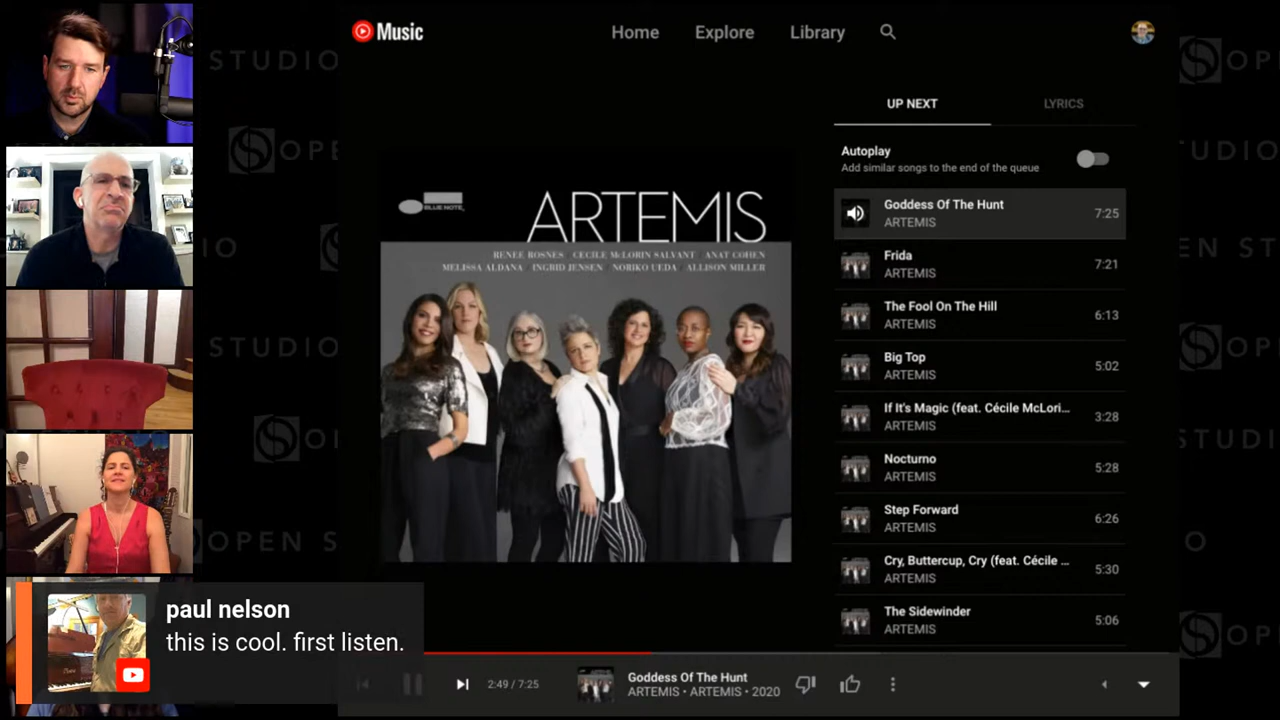 Music
Home
Explore
Library
UP NEXT
LYRICS
Autoplay
Add similar songs to the end of the queue
BLUE NOTE
ARTEMIS
RENEE ROSNES CECILE McLORIN SALVANT ANAT COHEN
MELISSA ALDANA INGRID JENSEN NORIKO UEDA ALLISON MILLER
Goddess Of The Hunt
ARTEMIS
7:25
Frida
ARTEMIS
7:21
The Fool On The Hill
ARTEMIS
6:13
Big Top
ARTEMIS
5:02
If It's Magic (feat. Cécile McLori...
ARTEMIS
3:28
Nocturno
ARTEMIS
5:28
Step Forward
ARTEMIS
6:26
Cry, Buttercup, Cry (feat. Cécile ...
ARTEMIS
5:30
The Sidewinder
ARTEMIS
5:06
2:49 / 7:25
Goddess Of The Hunt
ARTEMIS • ARTEMIS • 2020
paul nelson
this is cool. first listen.
STUDIO
OPEN S